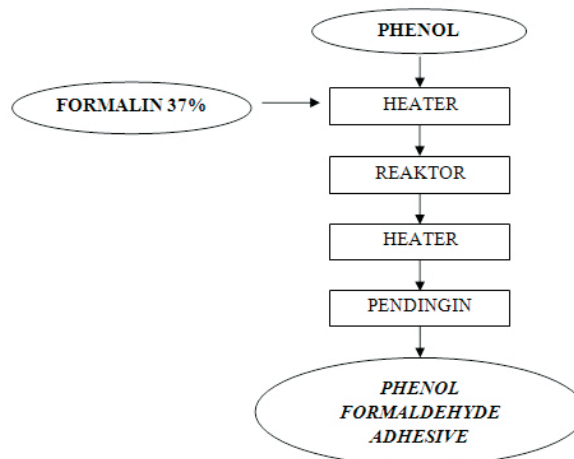 PHENOL
FORMALIN 37%
HEATER
REAKTOR
HEATER
PENDINGIN
PHENOL
FORMALDEHYDE
ADHESIVE